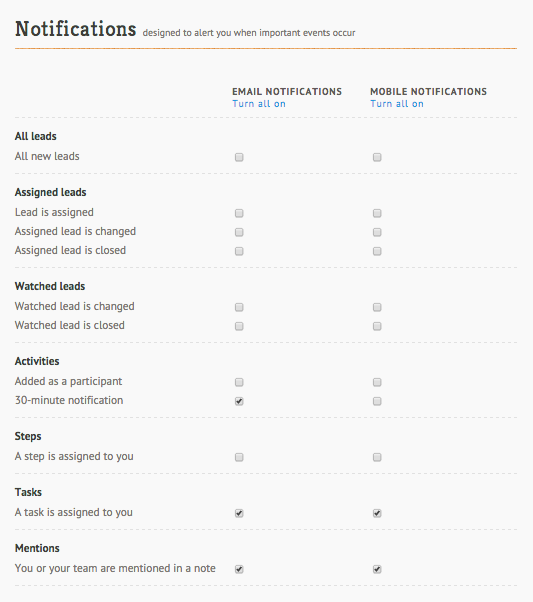 Notifications designed to alert you when important events occur
EMAIL NOTIFICATIONS MOBILE NOTIFICATIONS
Turn all on Turn all on
All leads
All new leads
Assigned leads
Lead is assigned
Assigned lead is changed
Assigned lead is closed
Watched leads
Watched lead is changed
Watched lead is closed
Activities
Added as a participant
30-minute notification
Steps
A step is assigned to you
Tasks
A task is assigned to you
Mentions
You or your team are mentioned in a note